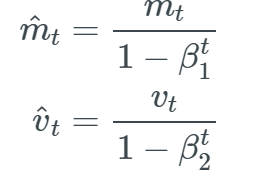 m̂_t = m_t / (1 − β_1^t)
v̂_t = v_t / (1 − β_2^t)